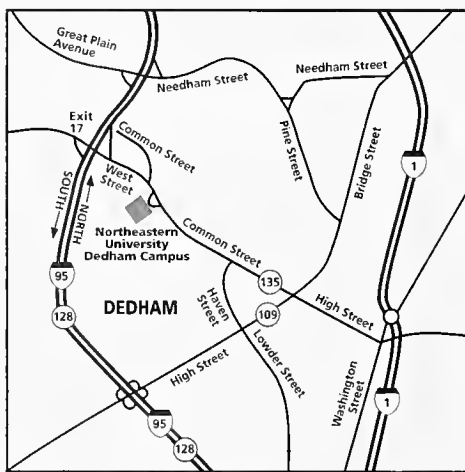 Great Plain
Avenue
Needham Street
Needham Street
Exit
17
Common Street
Pine Street
Bridge Street
1
West
Street
SOUTH
NORTH
Northeastern
University
Dedham Campus
Common Street
95
135
128
DEDHAM
Haven
Street
109
High Street
High Street
Lowder Street
Washington
Street
1
95
128